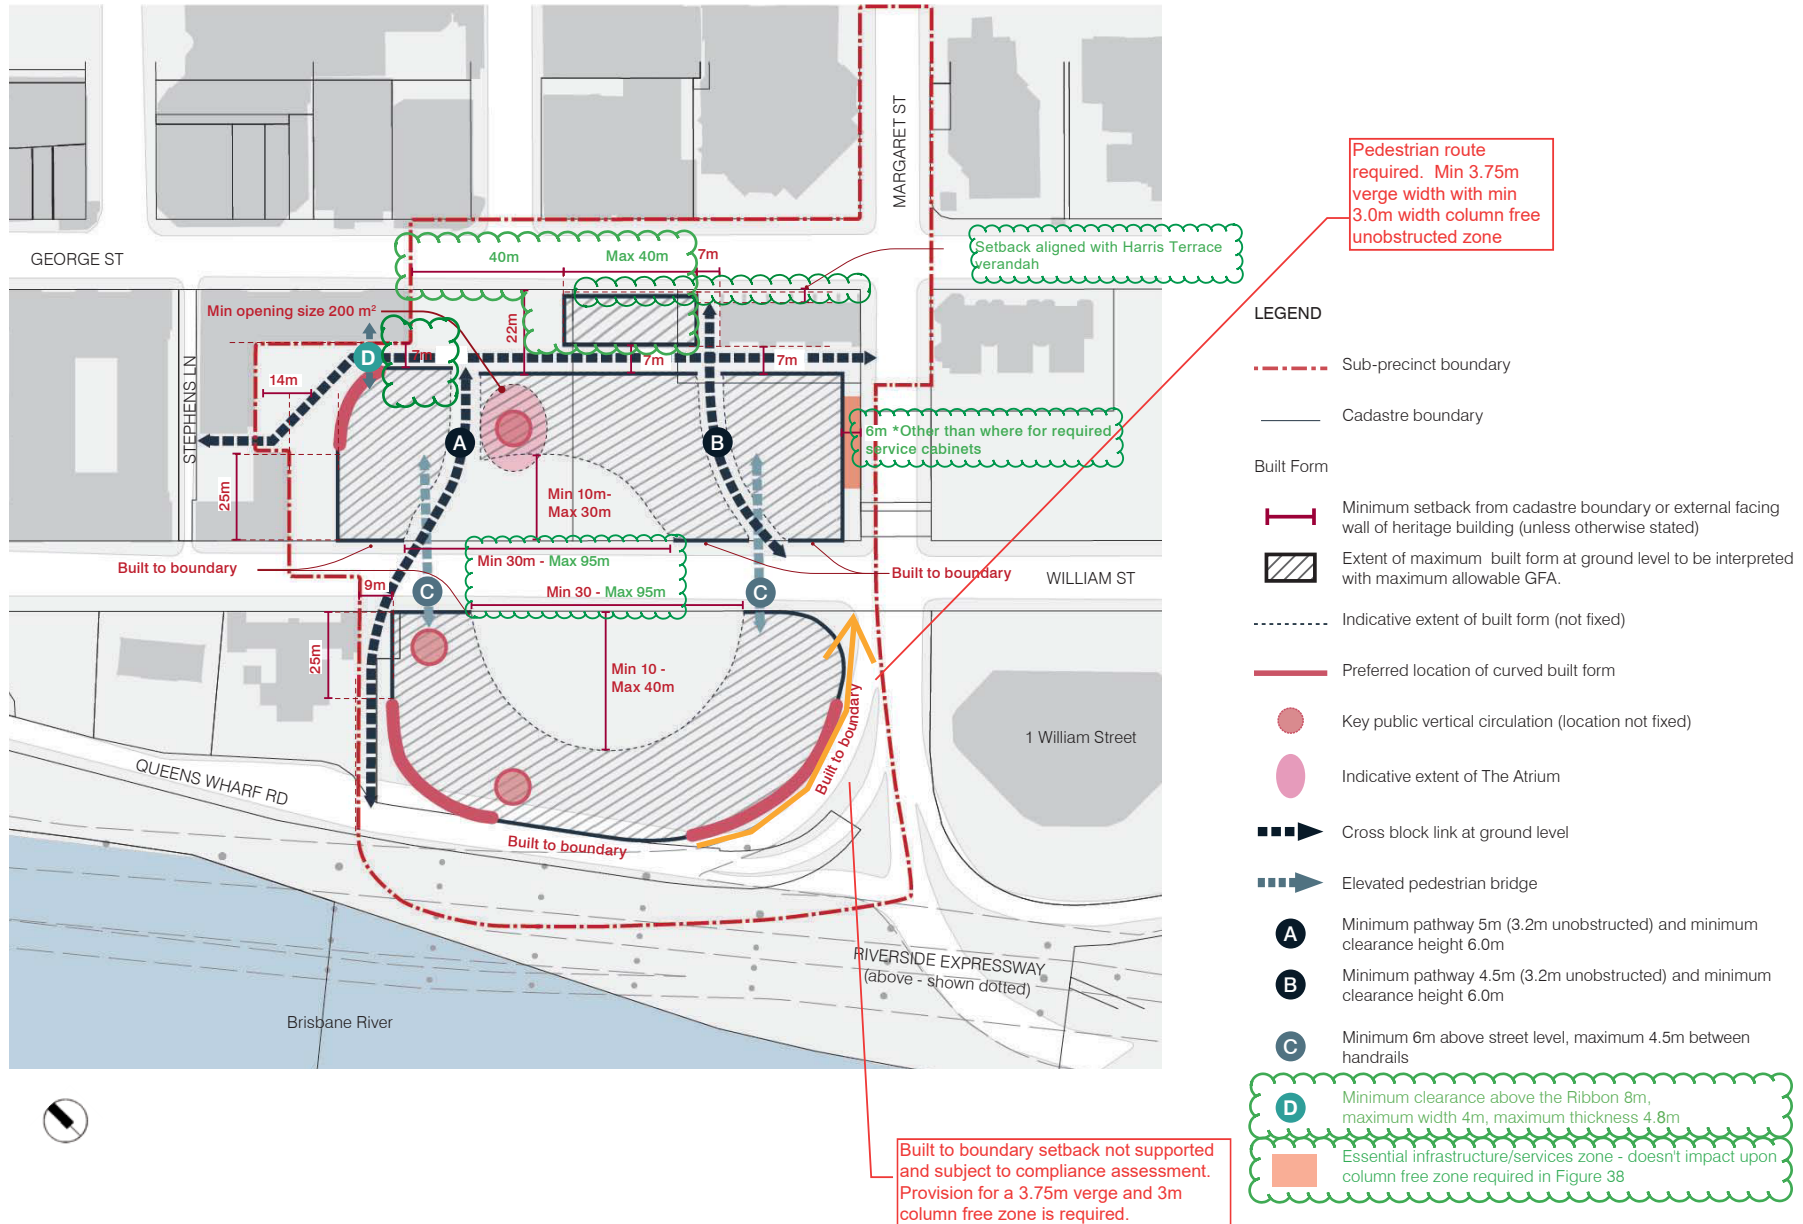 MARGARET ST
Pedestrian route
required. Min 3.75m
verge width with min
3.0m width column free
unobstructed zone
GEORGE ST
40m
Max 40m
7m
Setback aligned with Harris Terrace
verandah
Min opening size 200 m²
22m
D
7m
7m
7m
14m
STEPHENS LN
A
B
6m *Other than where for required
service cabinets
25m
Min 10m-
Max 30m
Min 30m - Max 95m
Built to boundary
Built to boundary
WILLIAM ST
9m
C
Min 30 - Max 95m
C
25m
Min 10 -
Max 40m
Built to boundary
1 William Street
QUEENS WHARF RD
Built to boundary
RIVERSIDE EXPRESSWAY
(above - shown dotted)
Brisbane River
Built to boundary setback not supported
and subject to compliance assessment.
Provision for a 3.75m verge and 3m
column free zone is required.
LEGEND
Sub-precinct boundary
Cadastre boundary
Built Form
Minimum setback from cadastre boundary or external facing
wall of heritage building (unless otherwise stated)
Extent of maximum built form at ground level to be interpreted
with maximum allowable GFA.
Indicative extent of built form (not fixed)
Preferred location of curved built form
Key public vertical circulation (location not fixed)
Indicative extent of The Atrium
Cross block link at ground level
Elevated pedestrian bridge
A
Minimum pathway 5m (3.2m unobstructed) and minimum
clearance height 6.0m
B
Minimum pathway 4.5m (3.2m unobstructed) and minimum
clearance height 6.0m
C
Minimum 6m above street level, maximum 4.5m between
handrails
D
Minimum clearance above the Ribbon 8m,
maximum width 4m, maximum thickness 4.8m
Essential infrastructure/services zone - doesn't impact upon
column free zone required in Figure 38